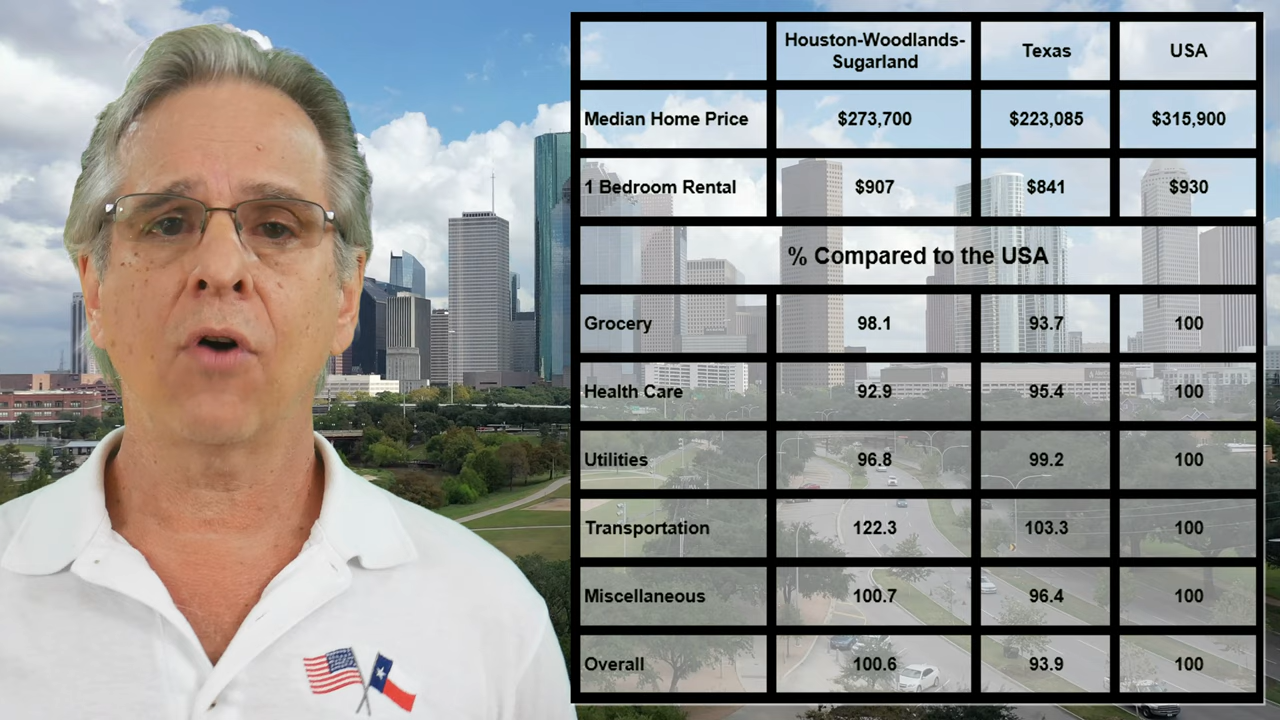 Houston-Woodlands-
Sugarland
Texas
USA
Median Home Price
$273,700
$223,085
$315,900
1 Bedroom Rental
$907
$841
$930
% Compared to the USA
Grocery
98.1
93.7
100
Health Care
92.9
95.4
100
Utilities
96.8
99.2
100
Transportation
122.3
103.3
100
Miscellaneous
100.7
96.4
100
Overall
100.6
93.9
100